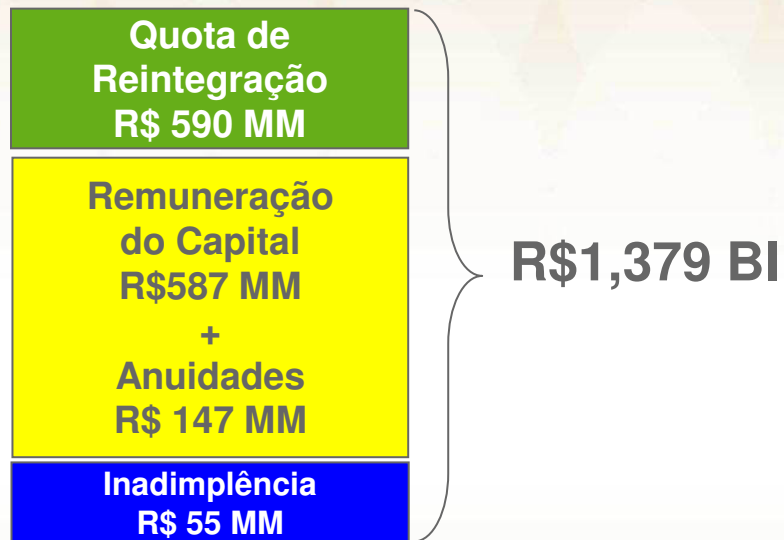 Quota de
Reintegração
R$ 590 MM
Remuneração
do Capital
R$587 MM
+
Anuidades
R$ 147 MM
Inadimplência
R$ 55 MM
R$1,379 BI